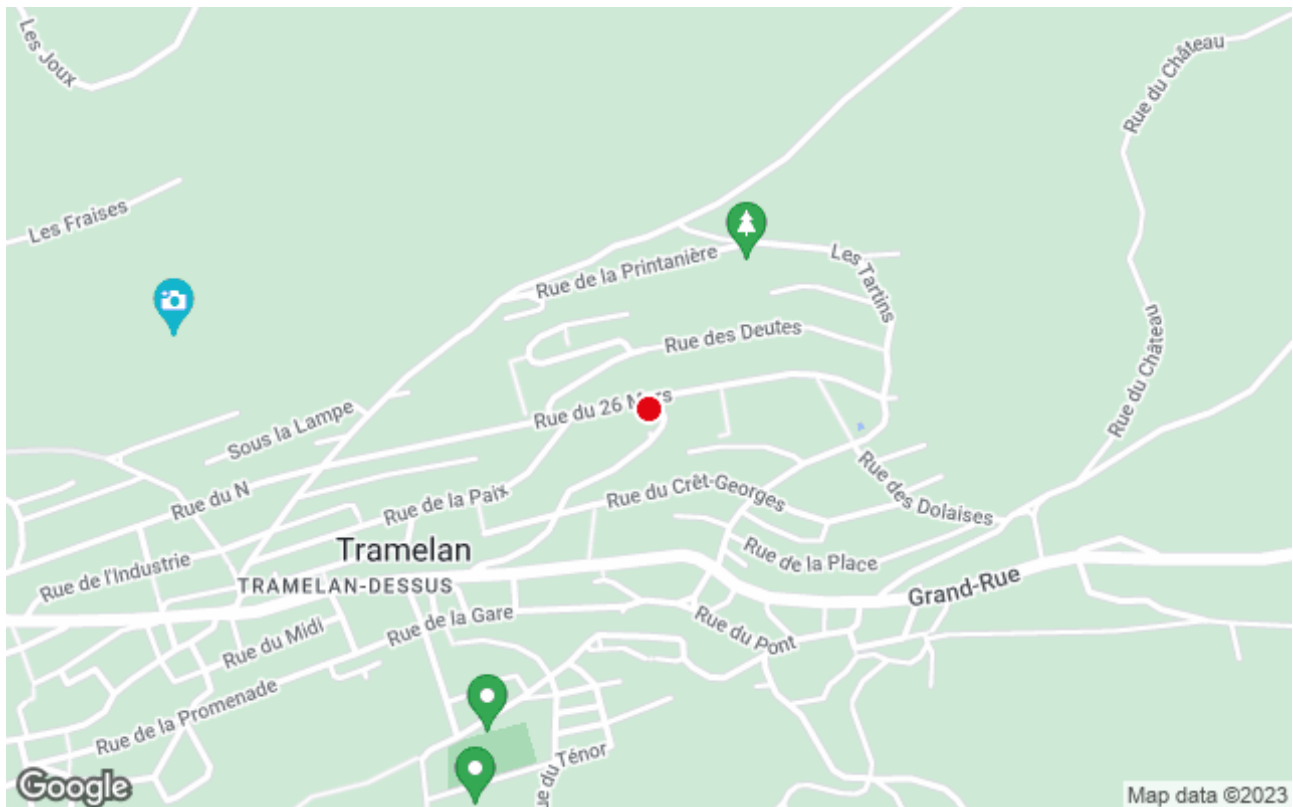 Les Joux
Rue du Château
Les Fraises
Rue de la Printanière
Les Tartins
Rue des Deutes
Rue du Château
Rue du 26
Sous la Lampe
Rue du N
Rue de la Paix
Rue du Crêt-Georges
Rue des Dolaises
Tramelan
Rue de la Place
Rue de l'Industrie
TRAMELAN-DESSUS
Grand-Rue
Rue de la Gare
Rue du Midi
Rue du Pont
Rue de la Promenade
du Ténor
Google
Map data ©2023